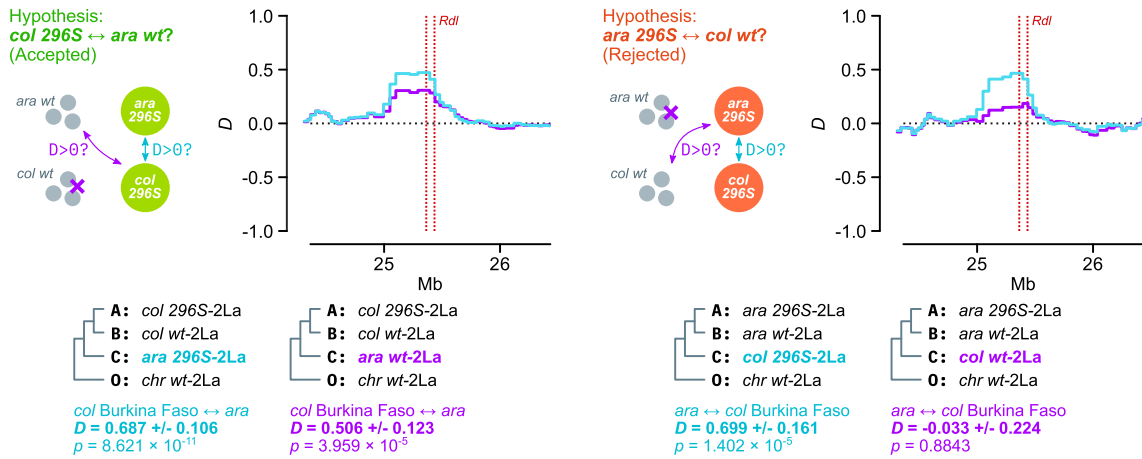 Hypothesis:
col 296S ↔ ara wt?
(Accepted)
ara wt
ara
296S
D>0?
D>0?
col wt
col
296S
1.0
0.5
0.0
-0.5
-1.0
D
Rdl
25
26
Mb
A: col 296S-2La
B: col wt-2La
C: ara 296S-2La
O: chr wt-2La
col Burkina Faso ↔ ara
D = 0.687 +/- 0.106
p = 8.621 × 10⁻¹¹
A: col 296S-2La
B: col wt-2La
C: ara wt-2La
O: chr wt-2La
col Burkina Faso ↔ ara
D = 0.506 +/- 0.123
p = 3.959 × 10⁻⁵
Hypothesis:
ara 296S ↔ col wt?
(Rejected)
ara wt
ara
296S
D>0?
D>0?
col wt
col
296S
1.0
0.5
0.0
-0.5
-1.0
D
Rdl
25
26
Mb
A: ara 296S-2La
B: ara wt-2La
C: col 296S-2La
O: chr wt-2La
ara ↔ col Burkina Faso
D = 0.699 +/- 0.161
p = 1.402 × 10⁻⁵
A: ara 296S-2La
B: ara wt-2La
C: col wt-2La
O: chr wt-2La
ara ↔ col Burkina Faso
D = -0.033 +/- 0.224
p = 0.8843